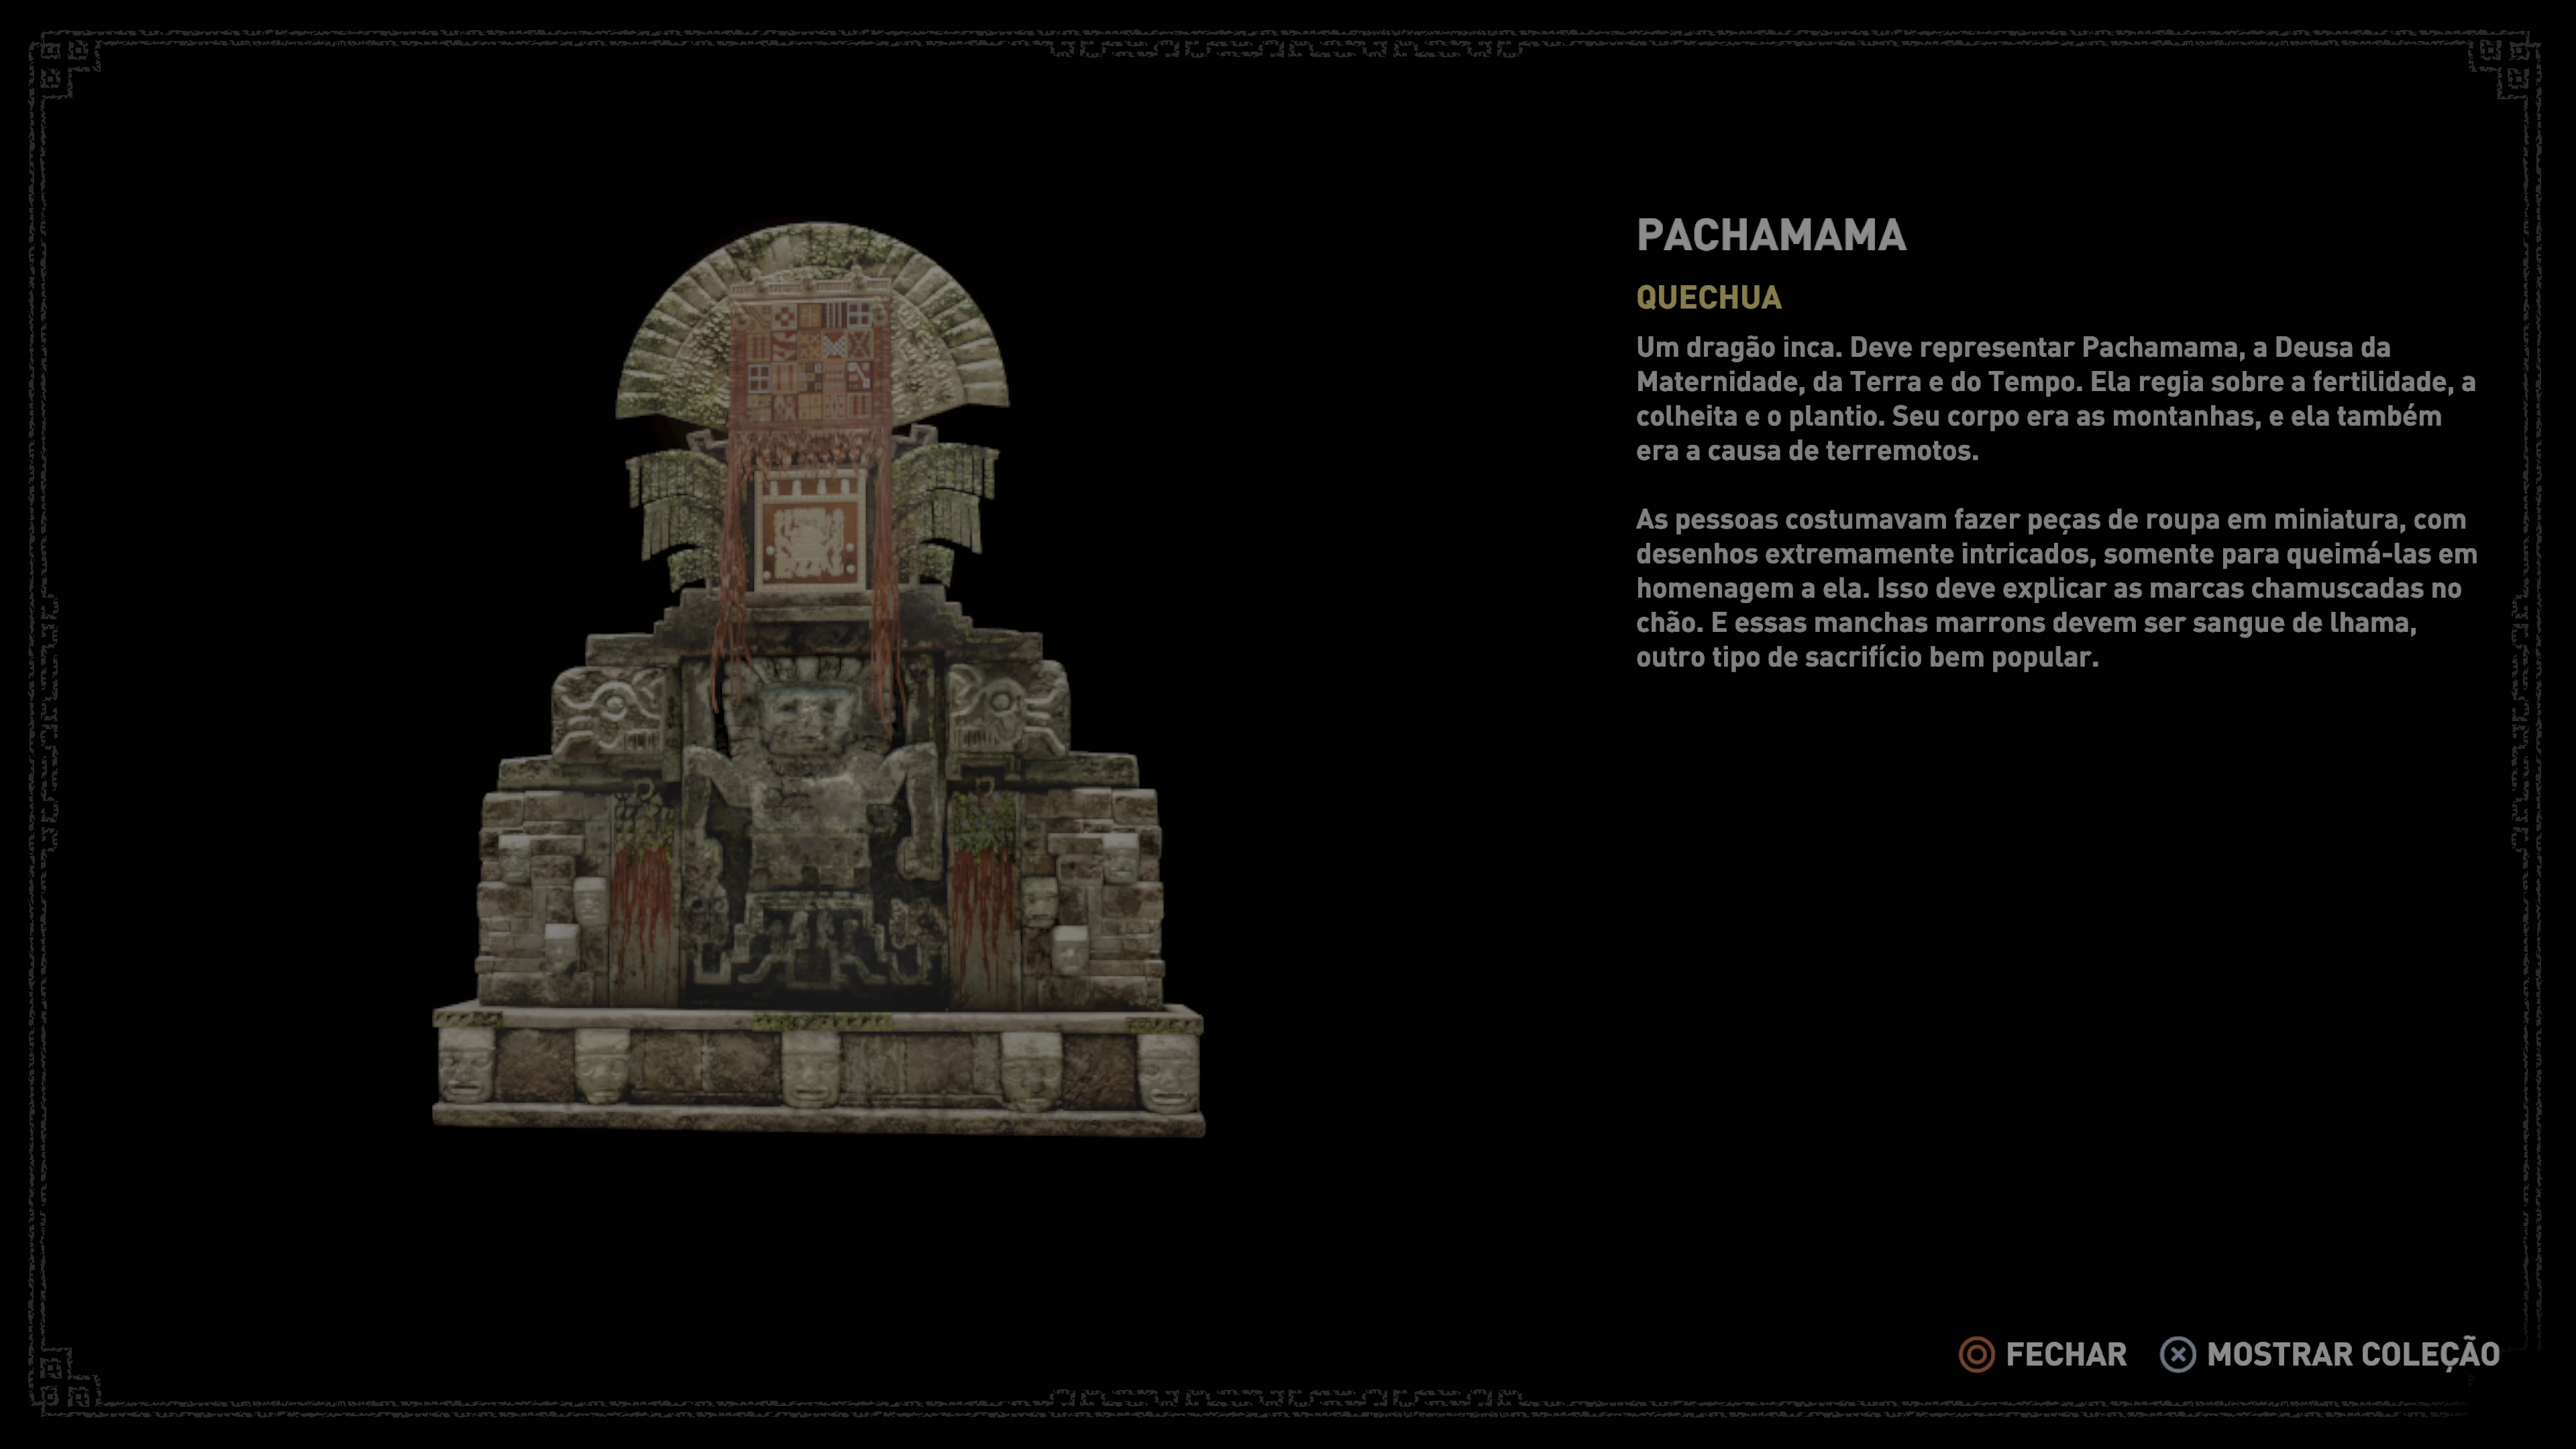 PACHAMAMA
QUECHUA
Um dragão inca. Deve representar Pachamama, a Deusa da
Maternidade, da Terra e do Tempo. Ela regia sobre a fertilidade, a
colheita e o plantio. Seu corpo era as montanhas, e ela também
era a causa de terremotos.
As pessoas costumavam fazer peças de roupa em miniatura, com
desenhos extremamente intricados, somente para queimá-las em
homenagem a ela. Isso deve explicar as marcas chamuscadas no
chão. E essas manchas marrons devem ser sangue de lhama,
outro tipo de sacrifício bem popular.
FECHAR MOSTRAR COLEÇÃO